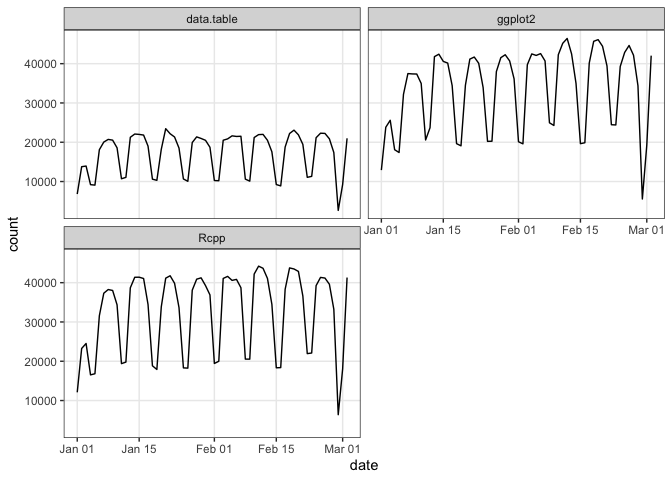 data.table
ggplot2
40000
30000
20000
10000
Jan 01
Jan 15
Feb 01
Feb 15
Mar 01
count
Rcpp
40000
30000
20000
10000
Jan 01
Jan 15
Feb 01
Feb 15
Mar 01
date